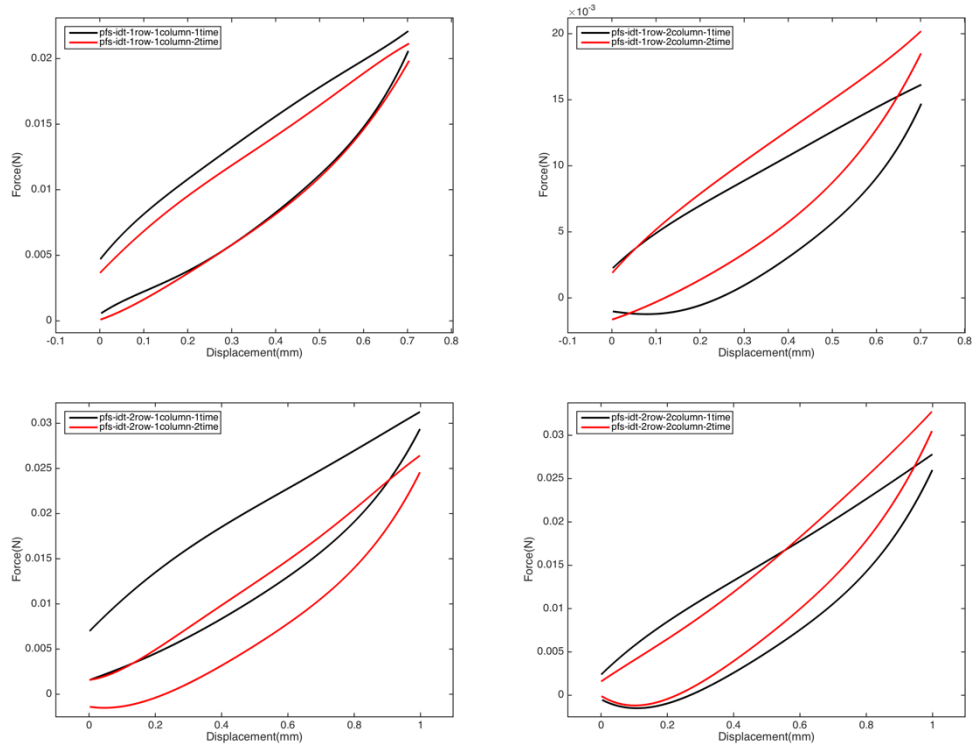 pfs-idt-1row-1column-1time
pfs-idt-1row-1column-2time
0.02
0.015
0.01
0.005
0
Force(N)
-0.1 0 0.1 0.2 0.3 0.4 0.5 0.6 0.7 0.8
Displacement(mm)
×10⁻³
pfs-idt-1row-2column-1time
pfs-idt-1row-2column-2time
20
15
10
5
0
Force(N)
-0.1 0 0.1 0.2 0.3 0.4 0.5 0.6 0.7 0.8
Displacement(mm)
pfs-idt-2row-1column-1time
pfs-idt-2row-1column-2time
0.03
0.025
0.02
0.015
0.01
0.005
0
Force(N)
0 0.2 0.4 0.6 0.8 1
Displacement(mm)
pfs-idt-2row-2column-1time
pfs-idt-2row-2column-2time
0.03
0.025
0.02
0.015
0.01
0.005
0
Force(N)
0 0.2 0.4 0.6 0.8 1
Displacement(mm)